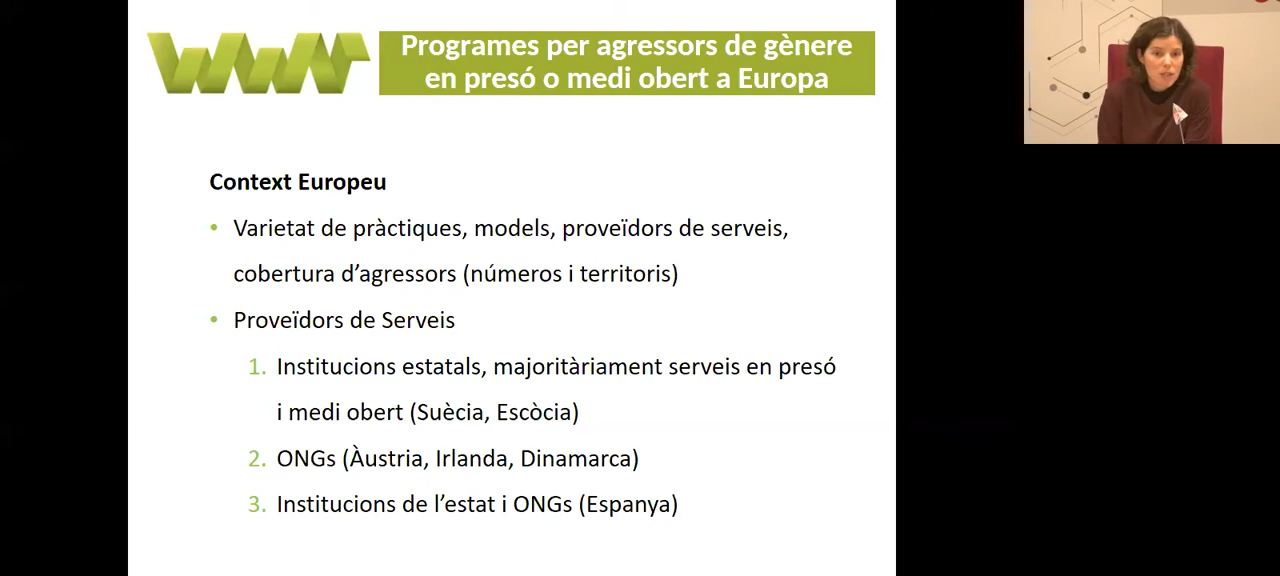 WWP
Programes per agressors de gènere
en presó o medi obert a Europa
Context Europeu
• Varietat de pràctiques, models, proveïdors de serveis,
cobertura d’agressors (números i territoris)
• Proveïdors de Serveis
1. Institucions estatals, majoritàriament serveis en presó
i medi obert (Suècia, Escòcia)
2. ONGs (Àustria, Irlanda, Dinamarca)
3. Institucions de l’estat i ONGs (Espanya)